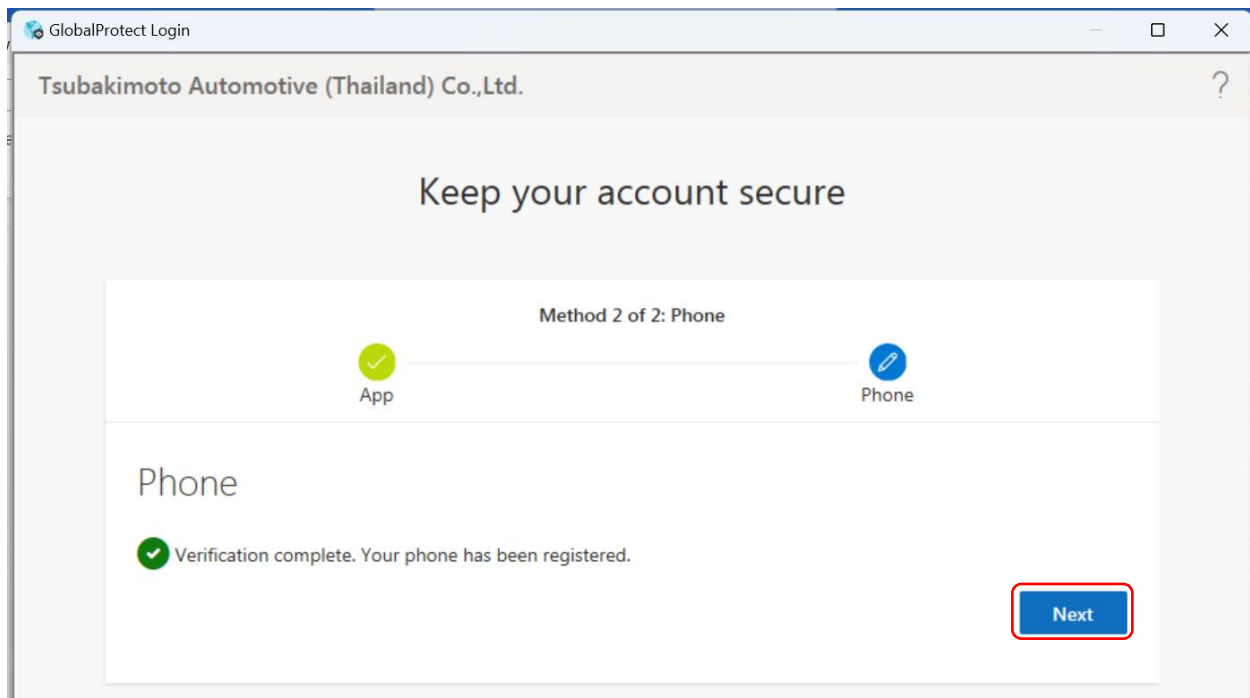 GlobalProtect Login
Tsubakimoto Automotive (Thailand) Co.,Ltd.
?
Keep your account secure
Method 2 of 2: Phone
App
Phone
Phone
Verification complete. Your phone has been registered.
Next